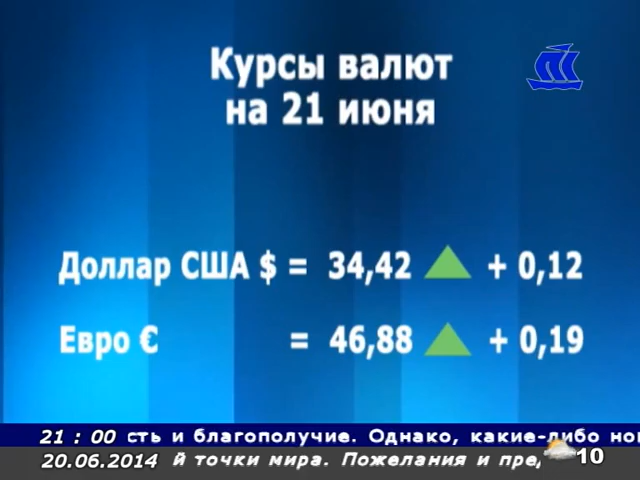 Курсы валют
на 21 июня
Доллар США $ = 34,42 + 0,12
Евро € = 46,88 + 0,19
21 : 00 сть и благополучие. Однако, какие-либо
20.06.2014 й точки мира. Пожелания и
10